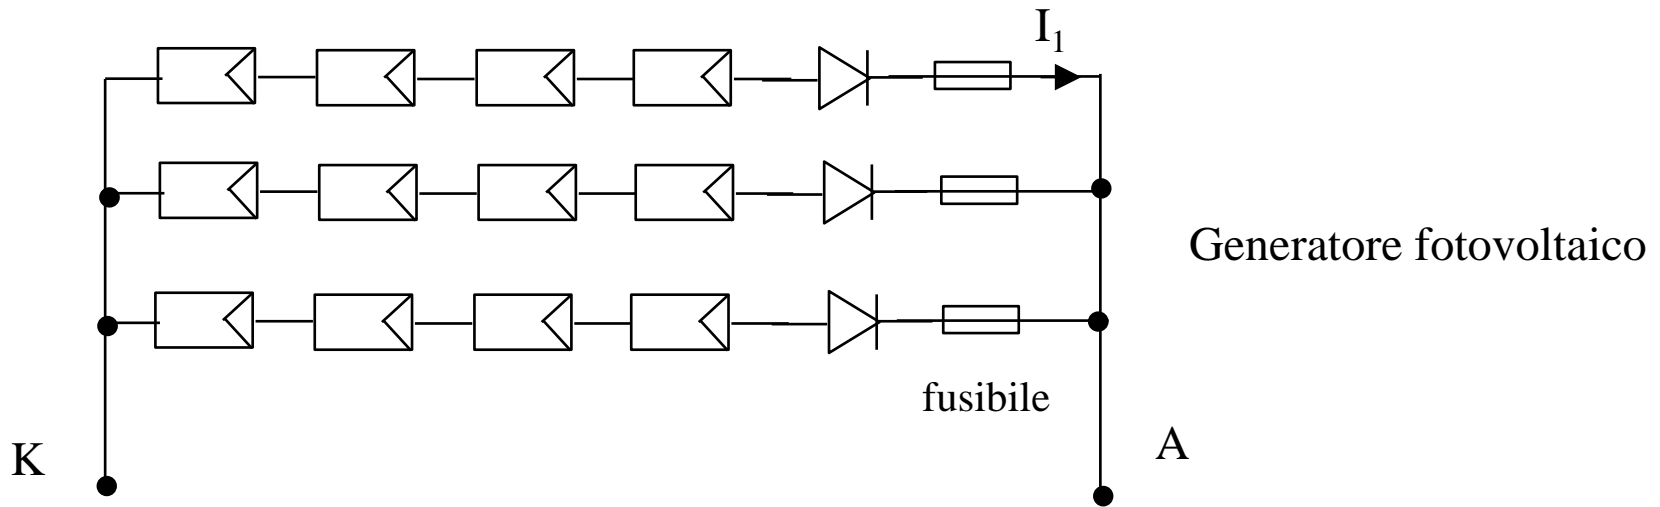 I₁
Generatore fotovoltaico
fusibile
K
A